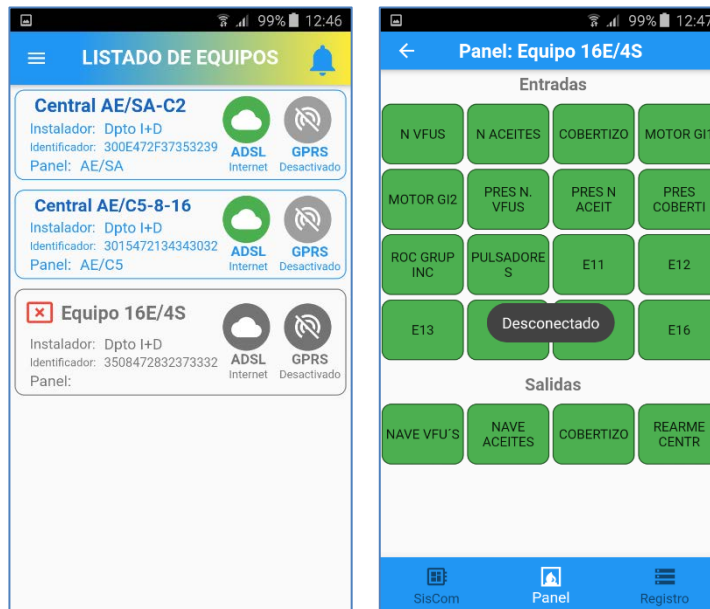 99% 12:46
LISTADO DE EQUIPOS
Central AE/SA-C2
Instalador: Dpto I+D
Identificador: 300E472F37353239
Panel: AE/SA
ADSL
Internet
GPRS
Desactivado
Central AE/C5-8-16
Instalador: Dpto I+D
Identificador: 3015472134343032
Panel: AE/C5
ADSL
Internet
GPRS
Desactivado
Equipo 16E/4S
Instalador: Dpto I+D
Identificador: 3508472832373332
Panel:
ADSL
Internet
GPRS
Desactivado
99% 12:47
Panel: Equipo 16E/4S
Entradas
N VFUS
N ACEITES
COBERTIZO
MOTOR GI1
MOTOR GI2
PRES N.
VFUS
PRES N
ACEIT
PRES
COBERTI
ROC GRUP
INC
PULSADORE
S
E11
E12
E13
Desconectado
E16
Salidas
NAVE VFU´S
NAVE
ACEITES
COBERTIZO
REARME
CENTR
SisCom
Panel
Registro